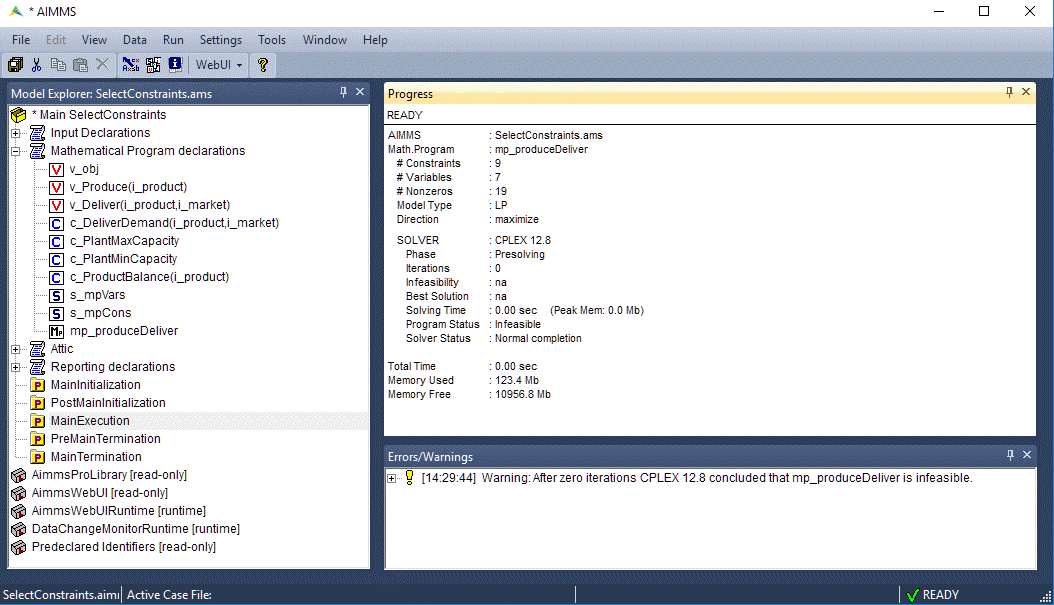 * AIMMS
File Edit View Data Run Settings Tools Window Help
WebUI
Model Explorer: SelectConstraints.ams
* Main SelectConstraints
Input Declarations
Mathematical Program declarations
V v_obj
V v_Produce(i_product)
V v_Deliver(i_product,i_market)
C c_DeliverDemand(i_product,i_market)
C c_PlantMaxCapacity
C c_PlantMinCapacity
C c_ProductBalance(i_product)
S s_mpVars
S s_mpCons
MP mp_produceDeliver
Attic
Reporting declarations
P MainInitialization
P PostMainInitialization
P MainExecution
P PreMainTermination
P MainTermination
AimmsProLibrary [read-only]
AimmsWebUI [read-only]
AimmsWebUIRuntime [runtime]
DataChangeMonitorRuntime [runtime]
Predeclared Identifiers [read-only]
Progress
READY
AIMMS : SelectConstraints.ams
Math.Program : mp_produceDeliver
# Constraints : 9
# Variables : 7
# Nonzeros : 19
Model Type : LP
Direction : maximize
SOLVER : CPLEX 12.8
Phase : Presolving
Iterations : 0
Infeasibility : na
Best Solution : na
Solving Time : 0.00 sec (Peak Mem: 0.0 Mb)
Program Status : Infeasible
Solver Status : Normal completion
Total Time : 0.00 sec
Memory Used : 123.4 Mb
Memory Free : 10956.8 Mb
Errors/Warnings
[14:29:44] Warning: After zero iterations CPLEX 12.8 concluded that mp_produceDeliver is infeasible.
SelectConstraints.aimm Active Case File: READY